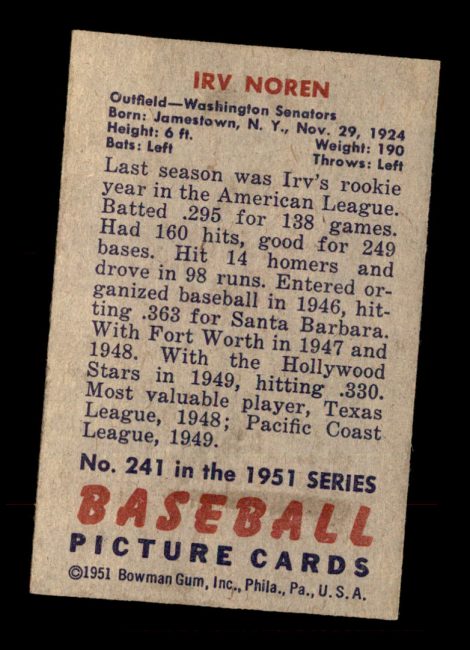 IRV NOREN
Outfield—Washington Senators
Born: Jamestown, N. Y., Nov. 29, 1924
Height: 6 ft. Weight: 190
Bats: Left Throws: Left
Last season was Irv's rookie
year in the American League.
Batted .295 for 138 games.
Had 160 hits, good for 249
bases. Hit 14 homers and
drove in 98 runs. Entered or-
ganized baseball in 1946, hit-
ting .363 for Santa Barbara.
With Fort Worth in 1947 and
1948. With the Hollywood
Stars in 1949, hitting .330.
Most valuable player, Texas
League, 1948; Pacific Coast
League, 1949.
No. 241 in the 1951 SERIES
BASEBALL
PICTURE CARDS
©1951 Bowman Gum, Inc., Phila., Pa., U. S. A.